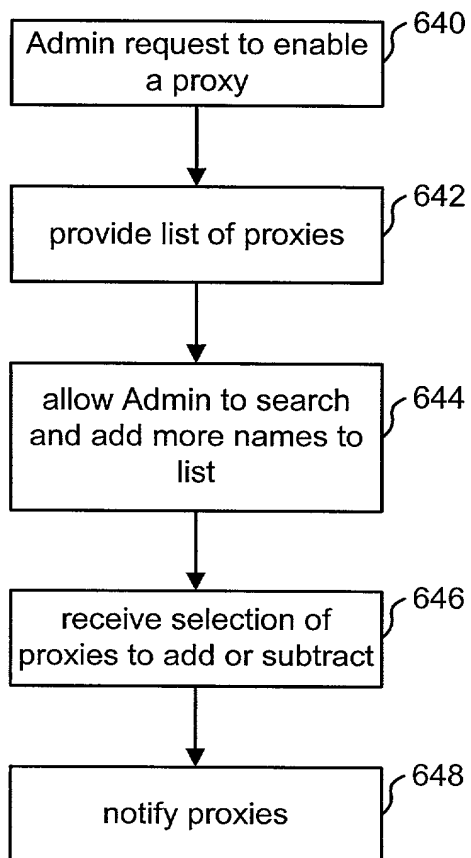 640
Admin request to enable
a proxy
642
provide list of proxies
644
allow Admin to search
and add more names to
list
646
receive selection of
proxies to add or subtract
648
notify proxies